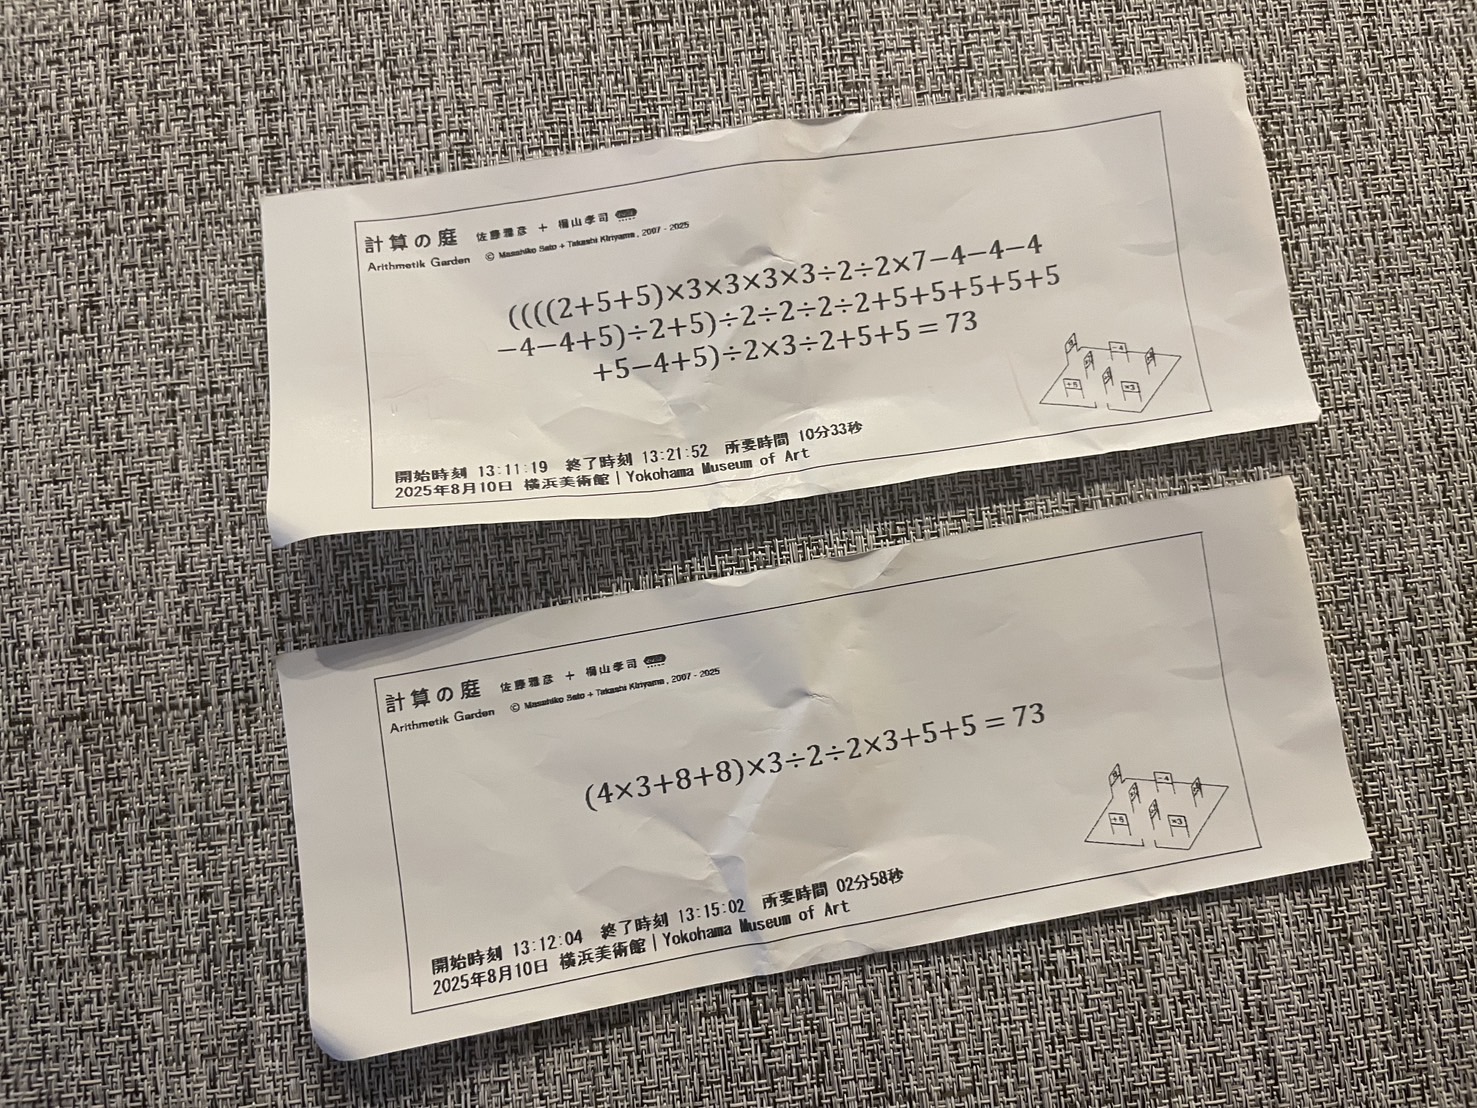 計算の庭 佐藤雅彦 + 桐山孝司
Arithmetik Garden © Masahiko Sato + Takashi Kiriyama, 2007 - 2025
((((2+5+5)×3×3×3×3÷2÷2×7−4−4−4
−4−4+5)÷2+5)÷2÷2÷2÷2+5+5+5+5+5
+5−4+5)÷2×3÷2+5+5 = 73
+5
−4
×3
開始時刻 13:11:19 終了時刻 13:21:52 所要時間 10分33秒
2025年8月10日 横浜美術館 | Yokohama Museum of Art
計算の庭 佐藤雅彦 + 桐山孝司
Arithmetik Garden © Masahiko Sato + Takashi Kiriyama, 2007 - 2025
(4×3+8+8)×3÷2÷2×3+5+5 = 73
+5
−4
×3
開始時刻 13:12:04 終了時刻 13:15:02 所要時間 02分58秒
2025年8月10日 横浜美術館 | Yokohama Museum of Art